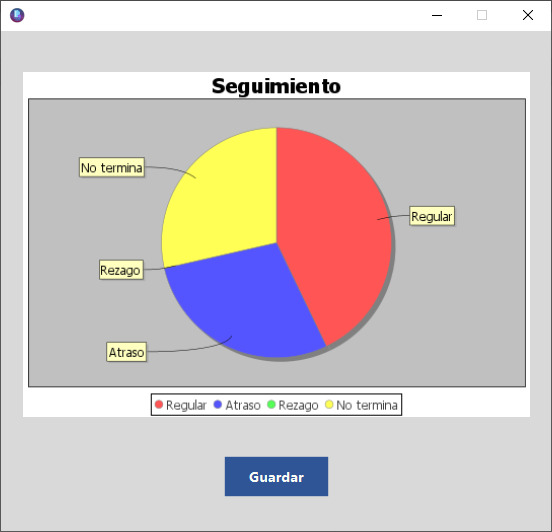 Seguimiento
No termina
Regular
Rezago
Atraso
Regular Atraso Rezago No termina
Guardar